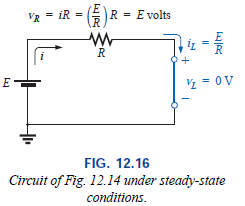 v_R = iR = (E/R) R = E volts
i_L = E/R
R
i
+
E
v_L = 0 V
–
FIG. 12.16
Circuit of Fig. 12.14 under steady-state
conditions.